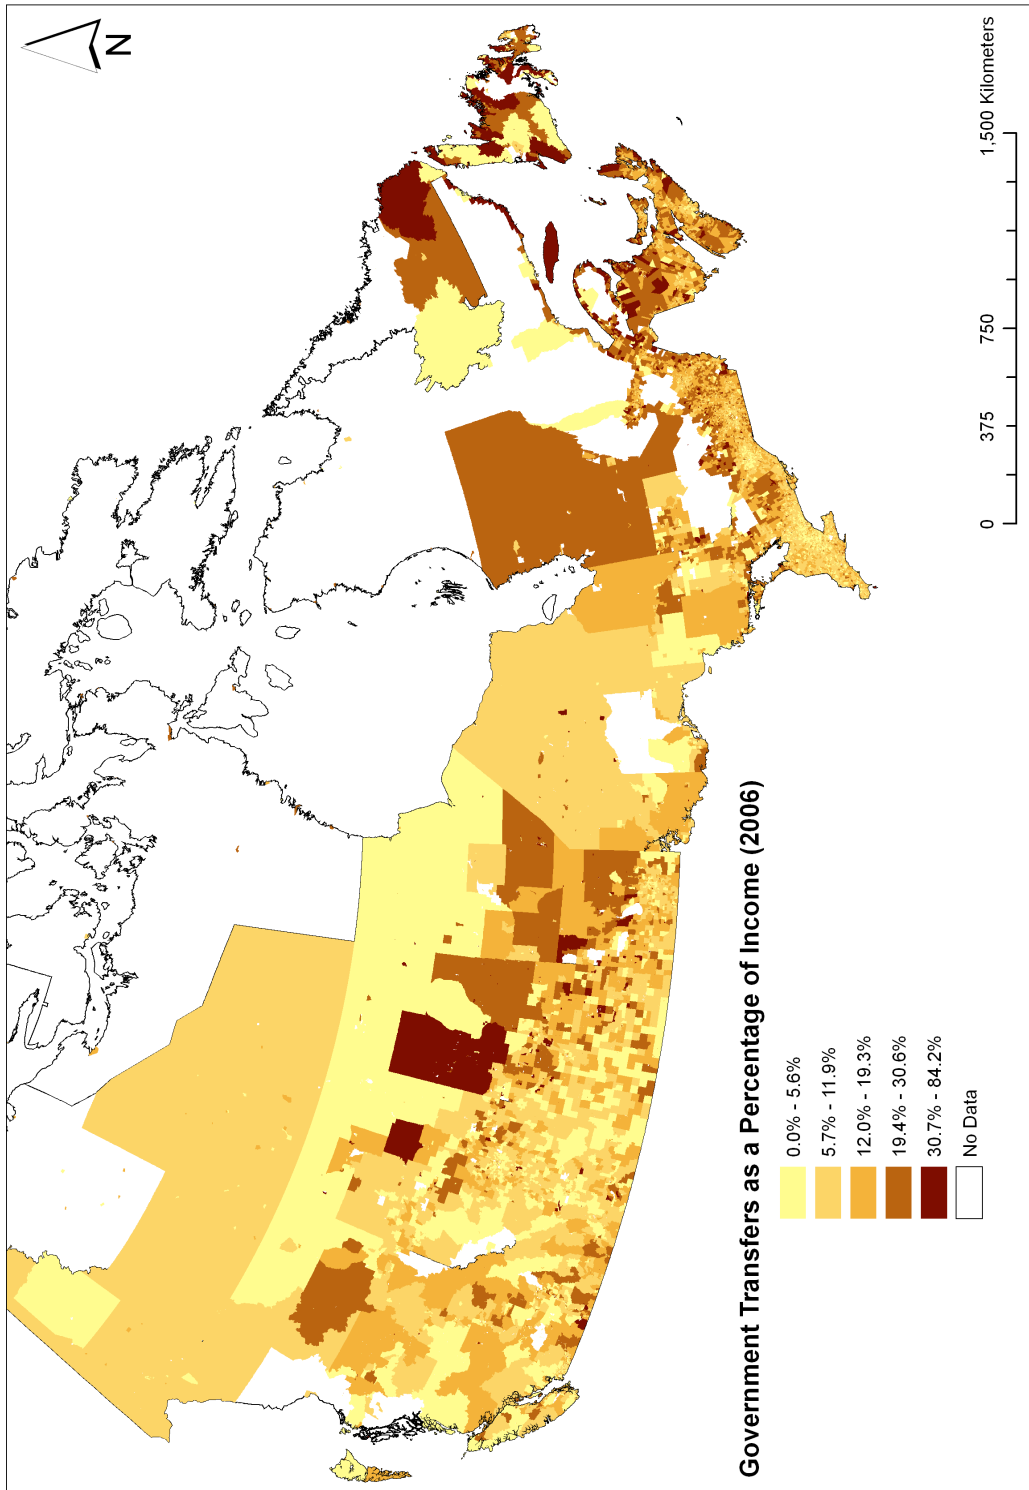 N
Government Transfers as a Percentage of Income (2006)
0.0% - 5.6%
5.7% - 11.9%
12.0% - 19.3%
19.4% - 30.6%
30.7% - 84.2%
No Data
0 375 750 1,500 Kilometers